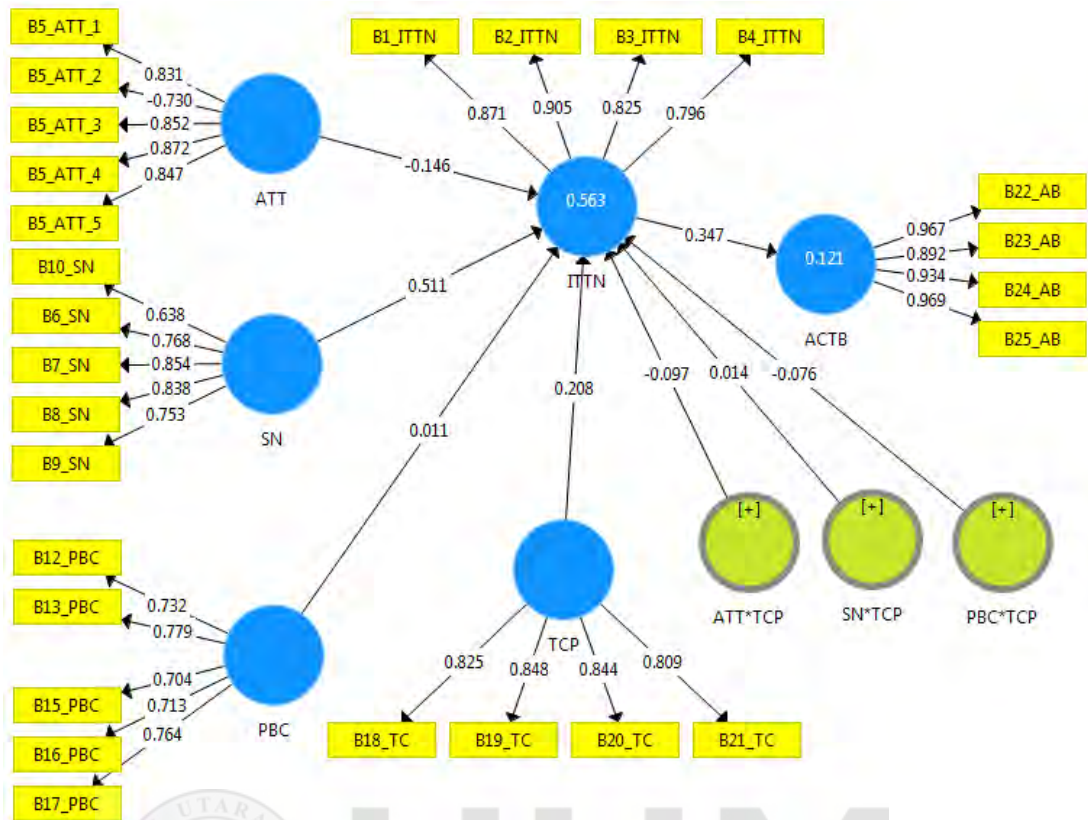 B5_ATT_1
B5_ATT_2
B5_ATT_3
B5_ATT_4
B5_ATT_5
0.831
-0.730
0.852
0.872
0.847
ATT
B1_ITTN
B2_ITTN
B3_ITTN
B4_ITTN
0.871
0.905
0.825
0.796
-0.146
0.563
ITTN
0.347
0.121
ACTB
0.967
0.892
0.934
0.969
B22_AB
B23_AB
B24_AB
B25_AB
B10_SN
B6_SN
B7_SN
B8_SN
B9_SN
0.638
0.768
0.854
0.838
0.753
SN
0.511
0.011
0.208
-0.097
0.014
-0.076
[+]
[+]
[+]
ATT*TCP
SN*TCP
PBC*TCP
B12_PBC
B13_PBC
B15_PBC
B16_PBC
B17_PBC
0.732
0.779
0.704
0.713
0.764
PBC
TCP
0.825
0.848
0.844
0.809
B18_TC
B19_TC
B20_TC
B21_TC
UTARA